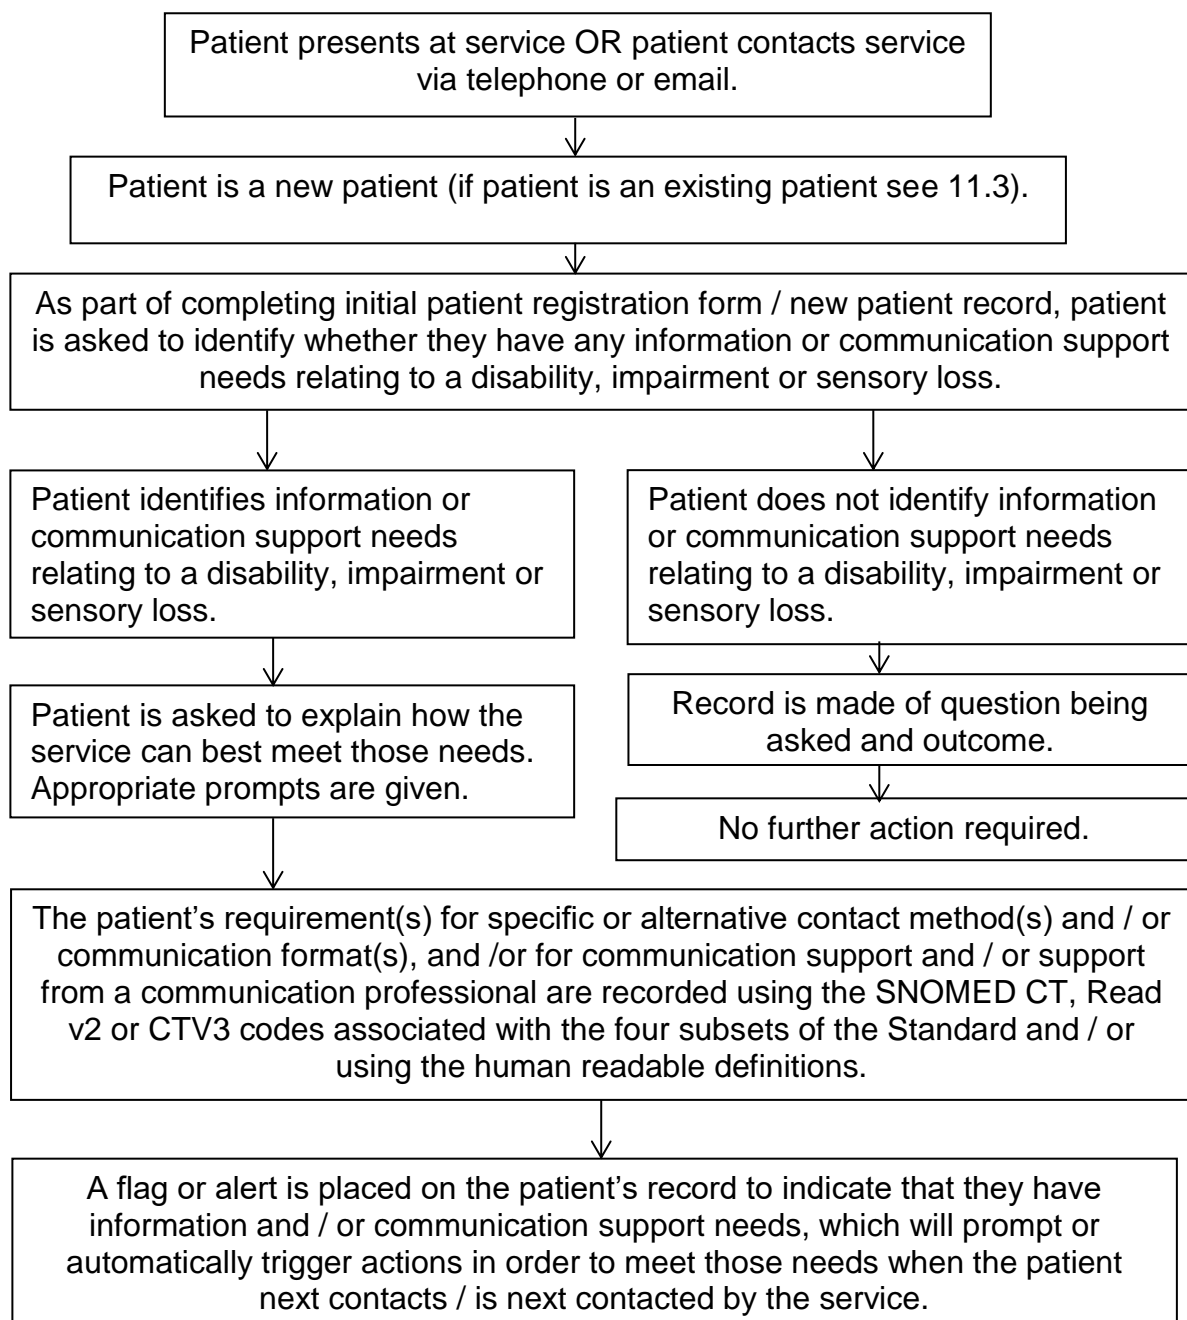 Patient presents at service OR patient contacts service
via telephone or email.
Patient is a new patient (if patient is an existing patient see 11.3).
As part of completing initial patient registration form / new patient record, patient
is asked to identify whether they have any information or communication support
needs relating to a disability, impairment or sensory loss.
Patient identifies information or
communication support needs
relating to a disability, impairment or
sensory loss.
Patient is asked to explain how the
service can best meet those needs.
Appropriate prompts are given.
Patient does not identify information
or communication support needs
relating to a disability, impairment or
sensory loss.
Record is made of question being
asked and outcome.
No further action required.
The patient’s requirement(s) for specific or alternative contact method(s) and / or
communication format(s), and /or for communication support and / or support
from a communication professional are recorded using the SNOMED CT, Read
v2 or CTV3 codes associated with the four subsets of the Standard and / or
using the human readable definitions.
A flag or alert is placed on the patient’s record to indicate that they have
information and / or communication support needs, which will prompt or
automatically trigger actions in order to meet those needs when the patient
next contacts / is next contacted by the service.